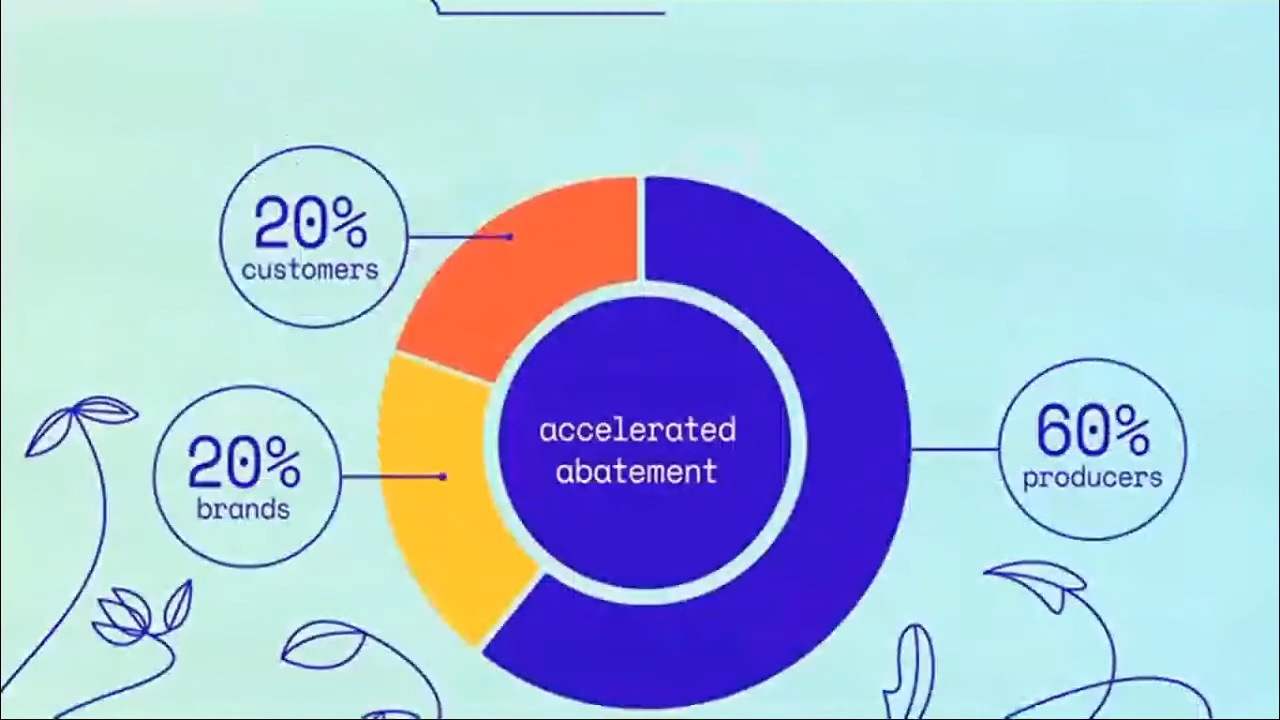 20%
customers
20%
brands
accelerated
abatement
60%
producers